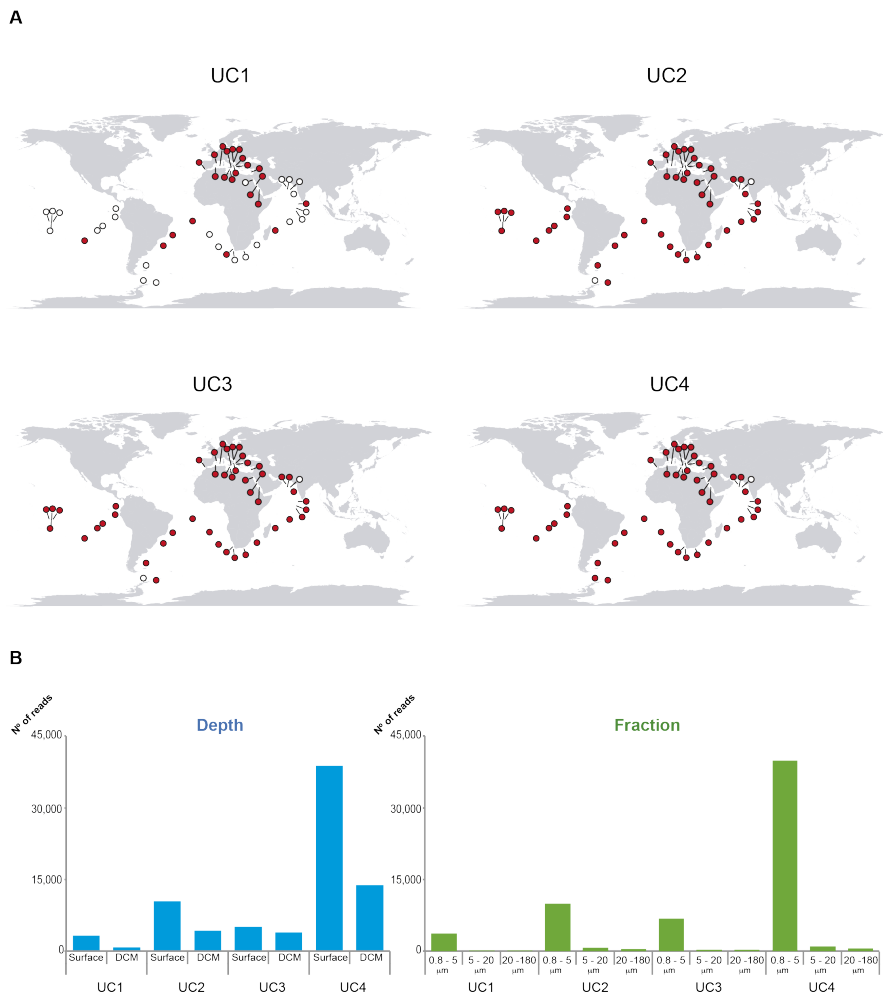 A
UC1
UC2
UC3
UC4
B
Nº of reads
Depth
45,000
30,000
15,000
0
Surface DCM Surface DCM Surface DCM Surface DCM
UC1 UC2 UC3 UC4
Nº of reads
Fraction
45,000
30,000
15,000
0
0.8 - 5 5 - 20 20 -180 0.8 - 5 5 - 20 20 -180 0.8 - 5 5 - 20 20 -180 0.8 - 5 5 - 20 20 -180
µm µm µm µm µm µm µm µm µm µm µm µm
UC1 UC2 UC3 UC4